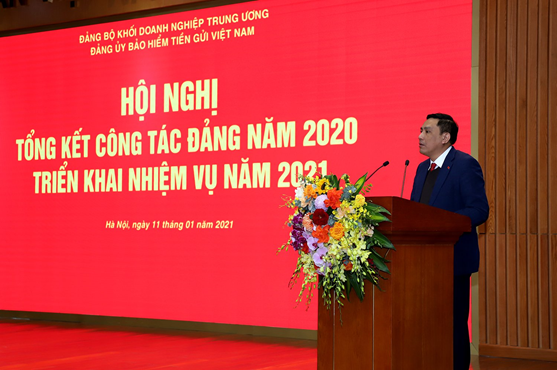 ĐẢNG BỘ KHỐI DOANH NGHIỆP TRUNG ƯƠNG
ĐẢNG ỦY BẢO HIỂM TIỀN GỬI VIỆT NAM
HỘI NGHỊ
TỔNG KẾT CÔNG TÁC ĐẢNG NĂM 2020
TRIỂN KHAI NHIỆM VỤ NĂM 2021
Hà Nội, ngày 11 tháng 01 năm 2021